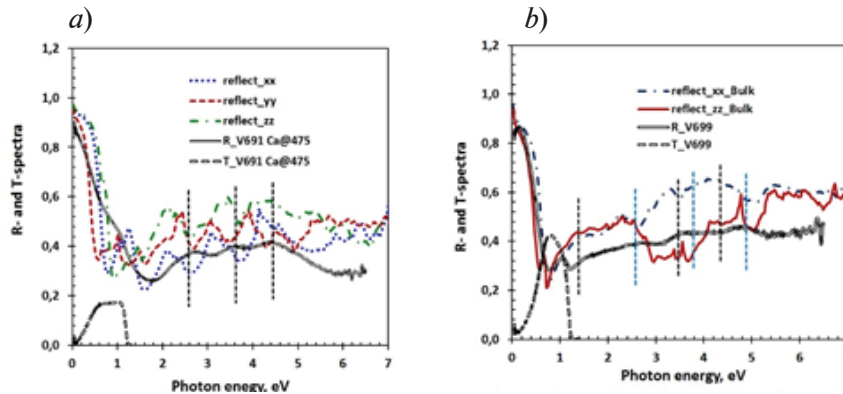 a)
R- and T-spectra
1,2
1,0
0,8
0,6
0,4
0,2
0,0
reflect_xx
reflect_yy
reflect_zz
R_V691 Ca@475
T_V691 Ca@475
0 1 2 3 4 5 6 7
Photon energy, eV
b)
R- and T-spectra
1,2
1,0
0,8
0,6
0,4
0,2
0,0
reflect_xx_Bulk
reflect_zz_Bulk
R_V699
T_V699
0 1 2 3 4 5 6
Photon energy, eV